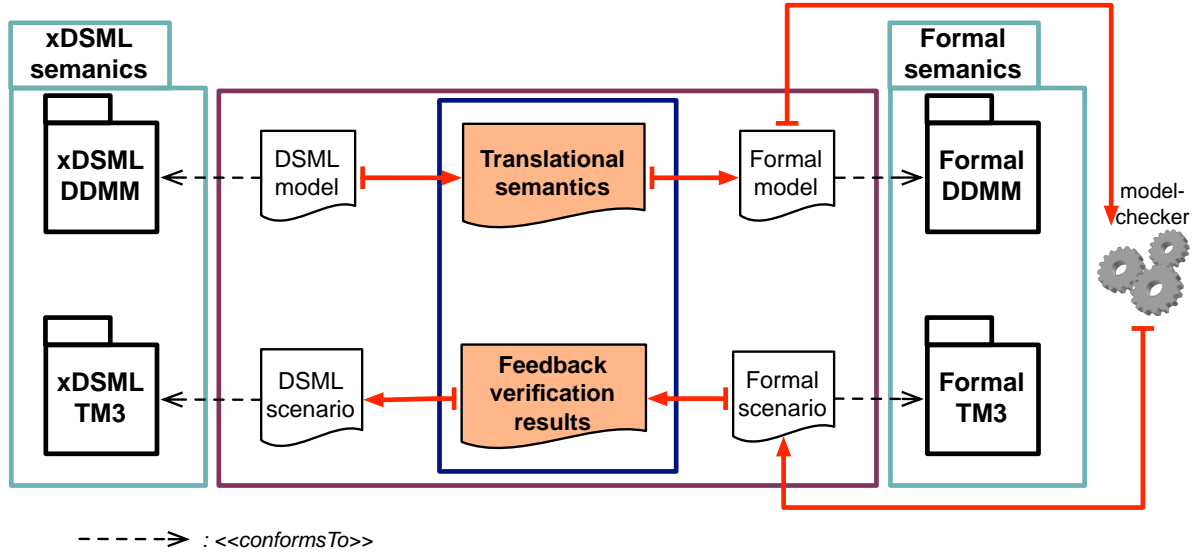 xDSML
semanics
Formal
semanics
xDSML
DDMM
DSML
model
Translational
semantics
Formal
model
Formal
DDMM
model-
checker
xDSML
TM3
DSML
scenario
Feedback
verification
results
Formal
scenario
Formal
TM3
: <<conformsTo>>